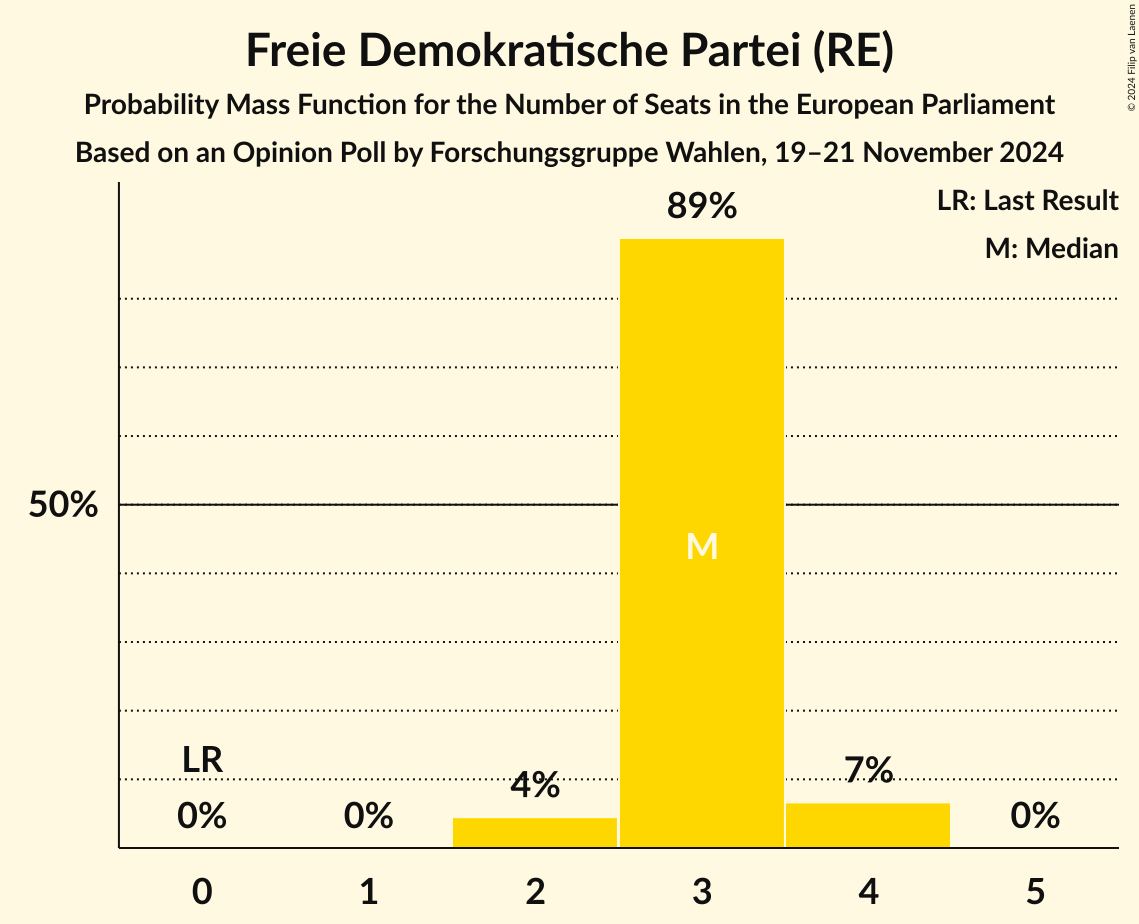 Freie Demokratische Partei (RE)
Probability Mass Function for the Number of Seats in the European Parliament
Based on an Opinion Poll by Forschungsgruppe Wahlen, 19–21 November 2024
© 2024 Filip van Laenen
LR: Last Result
M: Median
89%
50%
M
LR
0%
0%
4%
7%
0%
0 1 2 3 4 5